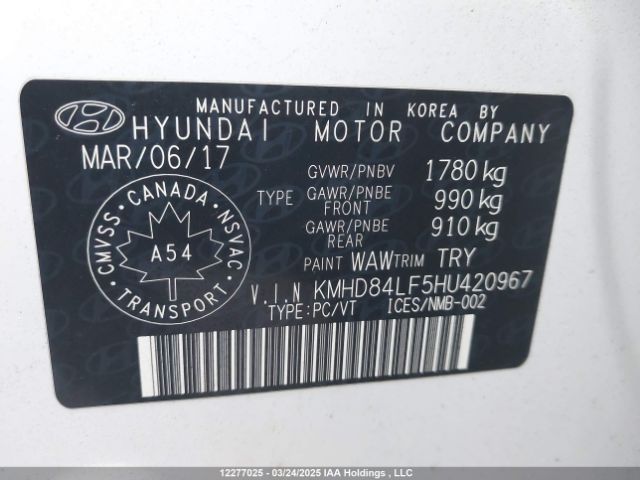 MANUFACTURED IN KOREA BY
HYUNDAI MOTOR COMPANY
MAR/06/17
GVWR/PNBV 1780 kg
TYPE GAWR/PNBE FRONT 990 kg
GAWR/PNBE REAR 910 kg
PAINT WAW TRIM TRY
CMVSS · CANADA · NSVAC
A54
TRANSPORT
V.I.N KMHD84LF5HU420967
TYPE:PC/VT ICES/NMB-002
12277025 - 03/24/2025 IAA Holdings , LLC